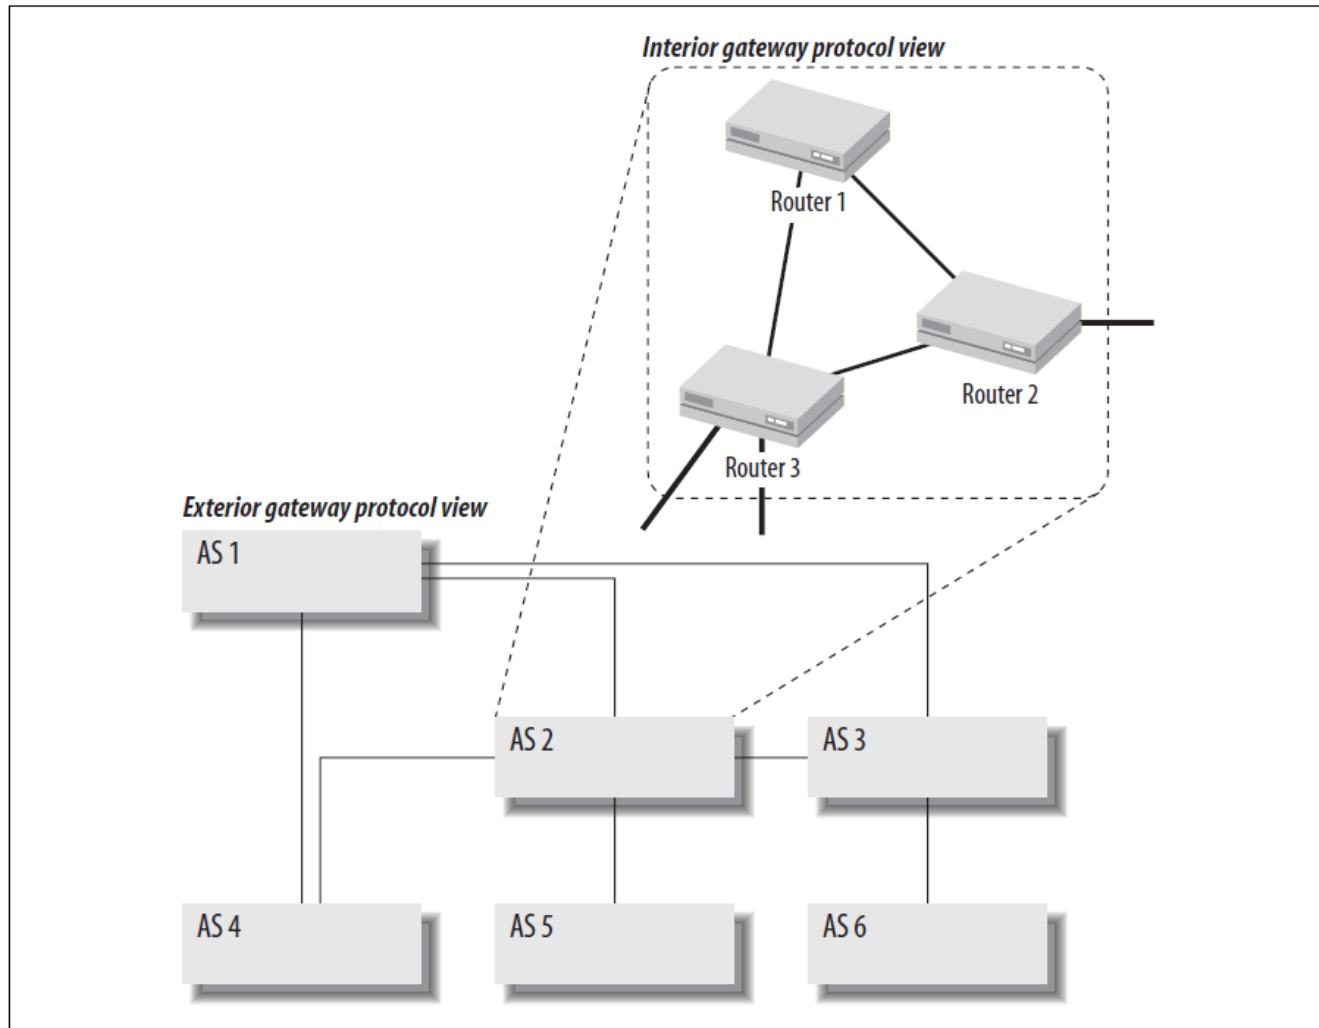 Interior gateway protocol view
Router 1
Router 2
Router 3
Exterior gateway protocol view
AS 1
AS 2
AS 3
AS 4
AS 5
AS 6